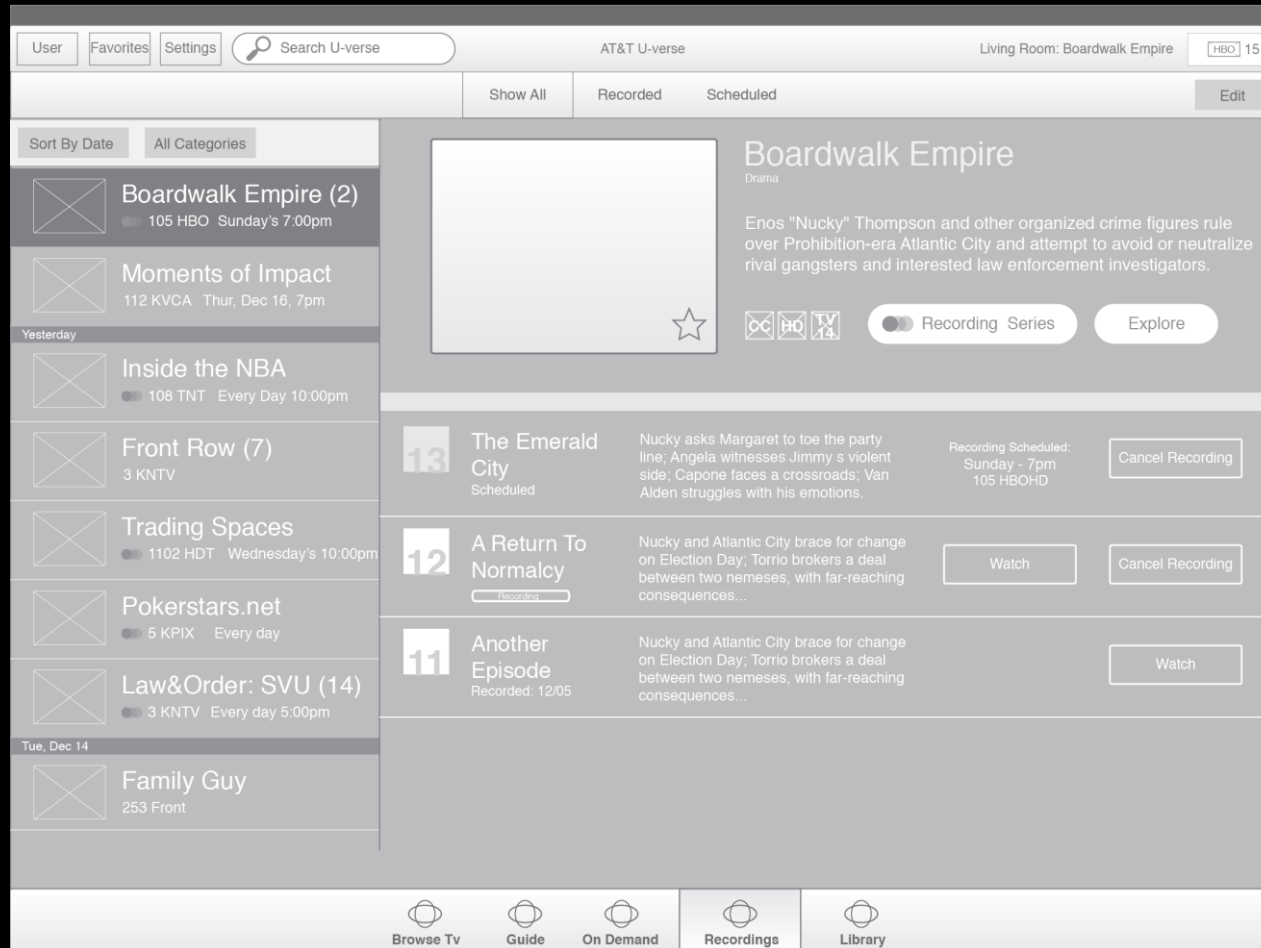 User Favorites Settings Search U-verse AT&T U-verse Living Room: Boardwalk Empire HBO 15
Show All Recorded Scheduled Edit
Sort By Date All Categories
Boardwalk Empire (2)
105 HBO Sunday's 7:00pm
Moments of Impact
112 KVCA Thur, Dec 16, 7pm
Yesterday
Inside the NBA
108 TNT Every Day 10:00pm
Front Row (7)
3 KNTV
Trading Spaces
1102 HDT Wednesday's 10:00pm
Pokerstars.net
5 KPIX Every day
Law&Order: SVU (14)
3 KNTV Every day 5:00pm
Tue, Dec 14
Family Guy
253 Front
Boardwalk Empire
Drama
Enos "Nucky" Thompson and other organized crime figures rule
over Prohibition-era Atlantic City and attempt to avoid or neutralize
rival gangsters and interested law enforcement investigators.
CC HD TV
14
Recording Series Explore
13
The Emerald
City
Scheduled
Nucky asks Margaret to toe the party
line; Angela witnesses Jimmy s violent
side; Capone faces a crossroads; Van
Alden struggles with his emotions.
Recording Scheduled:
Sunday - 7pm
105 HBOHD
Cancel Recording
12
A Return To
Normalcy
Recording
Nucky and Atlantic City brace for change
on Election Day; Torrio brokers a deal
between two nemeses, with far-reaching
consequences...
Watch
Cancel Recording
11
Another
Episode
Recorded: 12/05
Nucky and Atlantic City brace for change
on Election Day; Torrio brokers a deal
between two nemeses, with far-reaching
consequences...
Watch
Browse Tv Guide On Demand Recordings Library